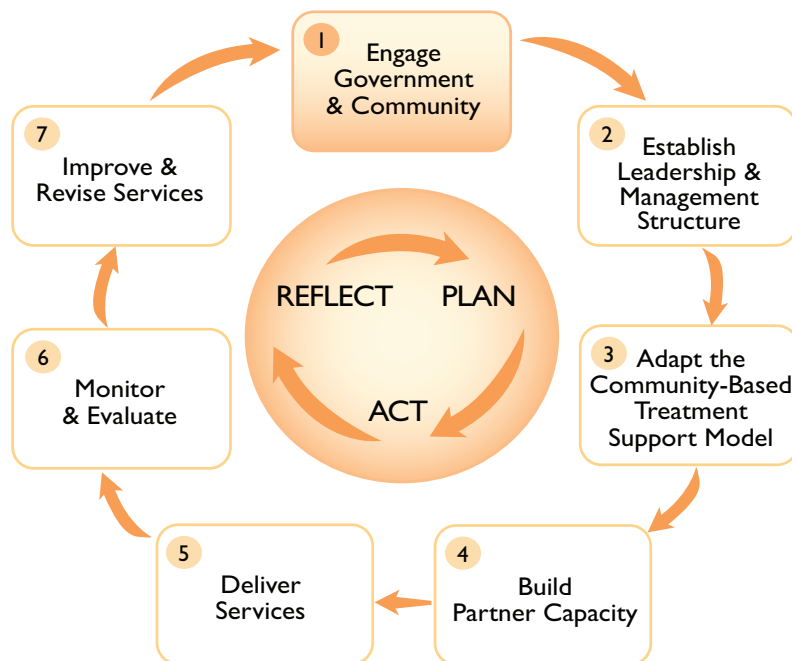 1
Engage
Government
& Community
2
Establish
Leadership &
Management
Structure
3
Adapt the
Community-Based
Treatment
Support Model
4
Build
Partner Capacity
5
Deliver
Services
6
Monitor
& Evaluate
7
Improve &
Revise Services
REFLECT
PLAN
ACT